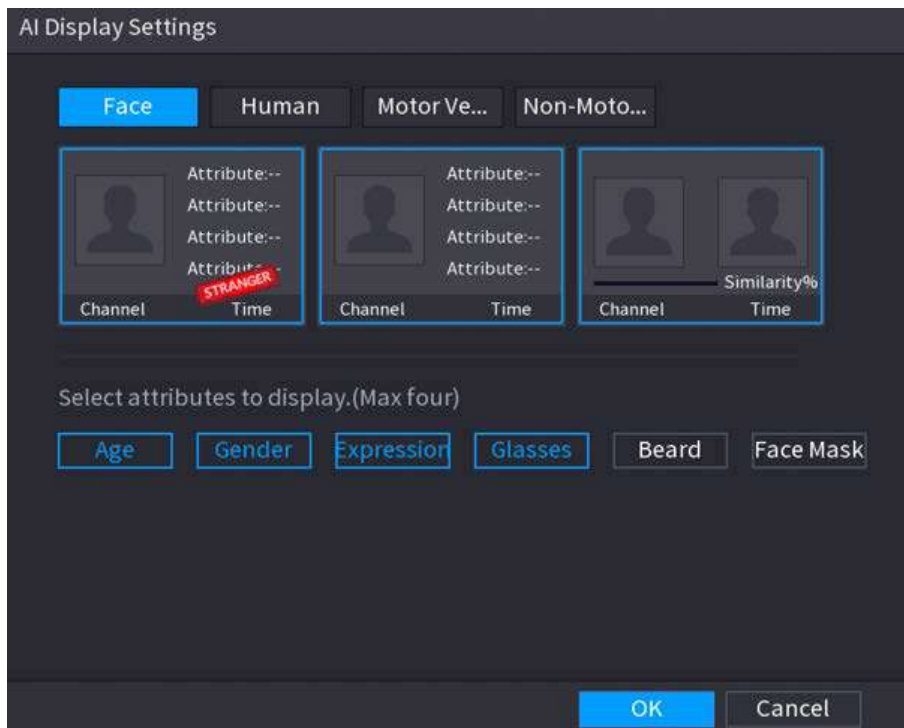 AI Display Settings
Face Human Motor Ve... Non-Moto...
Attribute:-- Attribute:--
Attribute:-- Attribute:--
Attribute:-- Attribute:--
Attribute:-- Attribute:--
STRANGER
Similarity%
Channel Time Channel Time Channel Time
Select attributes to display.(Max four)
Age Gender Expression Glasses Beard Face Mask
OK Cancel